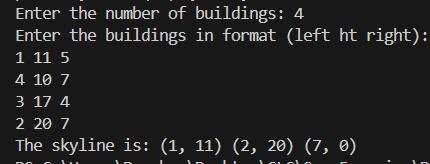 Enter the number of buildings: 4
Enter the buildings in format (left ht right):
1 11 5
4 10 7
3 17 4
2 20 7
The skyline is: (1, 11) (2, 20) (7, 0)